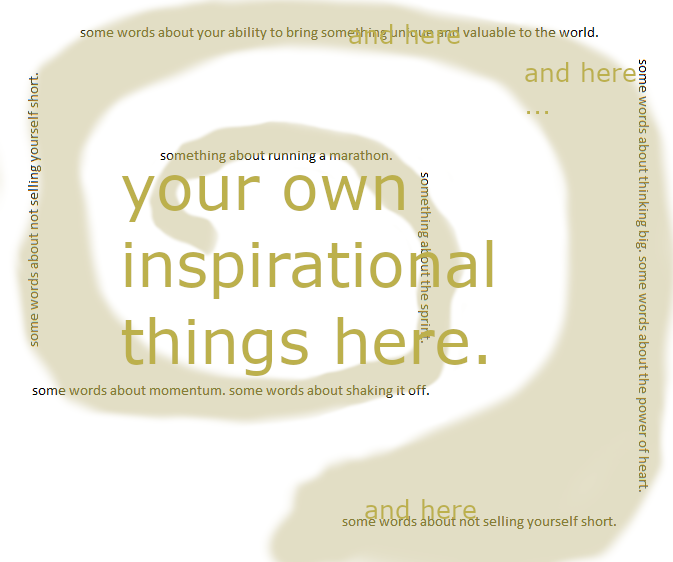 some words about your ability to bring something unique and valuable to the world.
and here
and here
...
some words about not selling yourself short.
some words about thinking big. some words about the power of heart.
something about running a marathon.
your own
inspirational
things here.
something about the sprint.
some words about momentum. some words about shaking it off.
and here
some words about not selling yourself short.